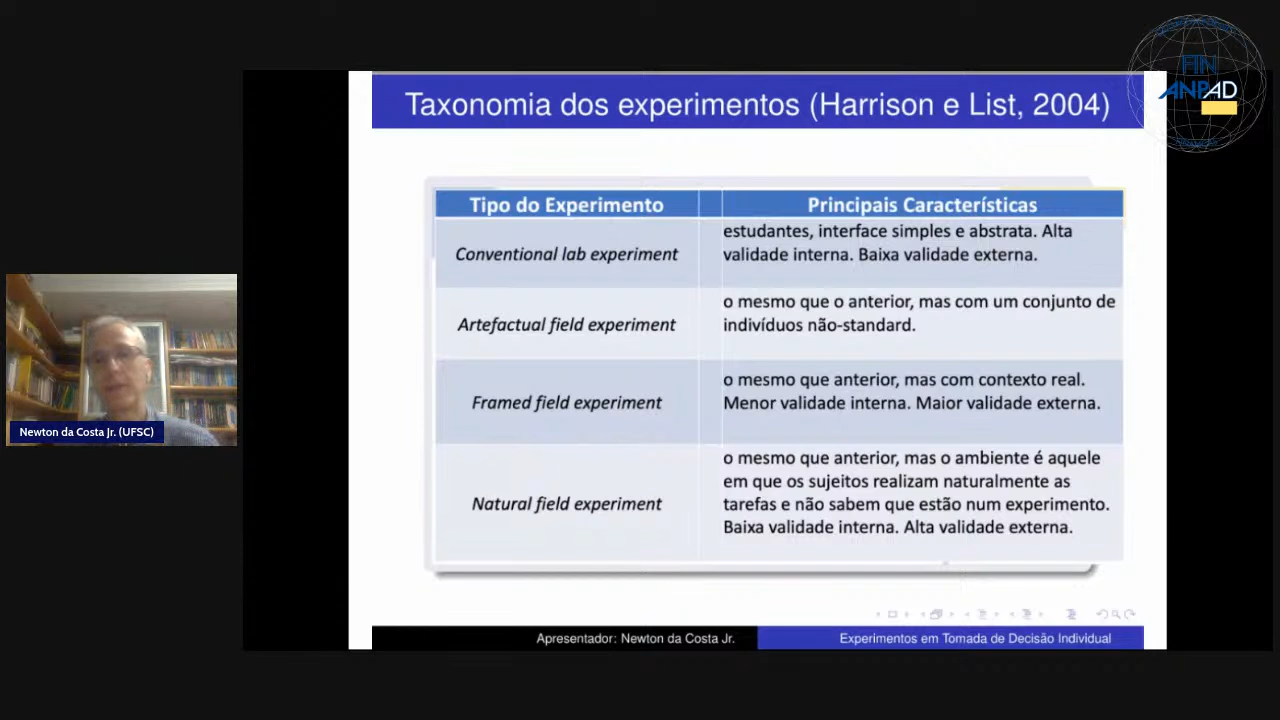 Taxonomia dos experimentos (Harrison e List, 2004)
FIN
ANPAD
Tipo do Experimento
Principais Características
Conventional lab experiment
estudantes, interface simples e abstrata. Alta
validade interna. Baixa validade externa.
Artefactual field experiment
o mesmo que o anterior, mas com um conjunto de
indivíduos não-standard.
Framed field experiment
o mesmo que anterior, mas com contexto real.
Menor validade interna. Maior validade externa.
Natural field experiment
o mesmo que anterior, mas o ambiente é aquele
em que os sujeitos realizam naturalmente as
tarefas e não sabem que estão num experimento.
Baixa validade interna. Alta validade externa.
Newton da Costa Jr. (UFSC)
Apresentador: Newton da Costa Jr.
Experimentos em Tomada de Decisão Individual